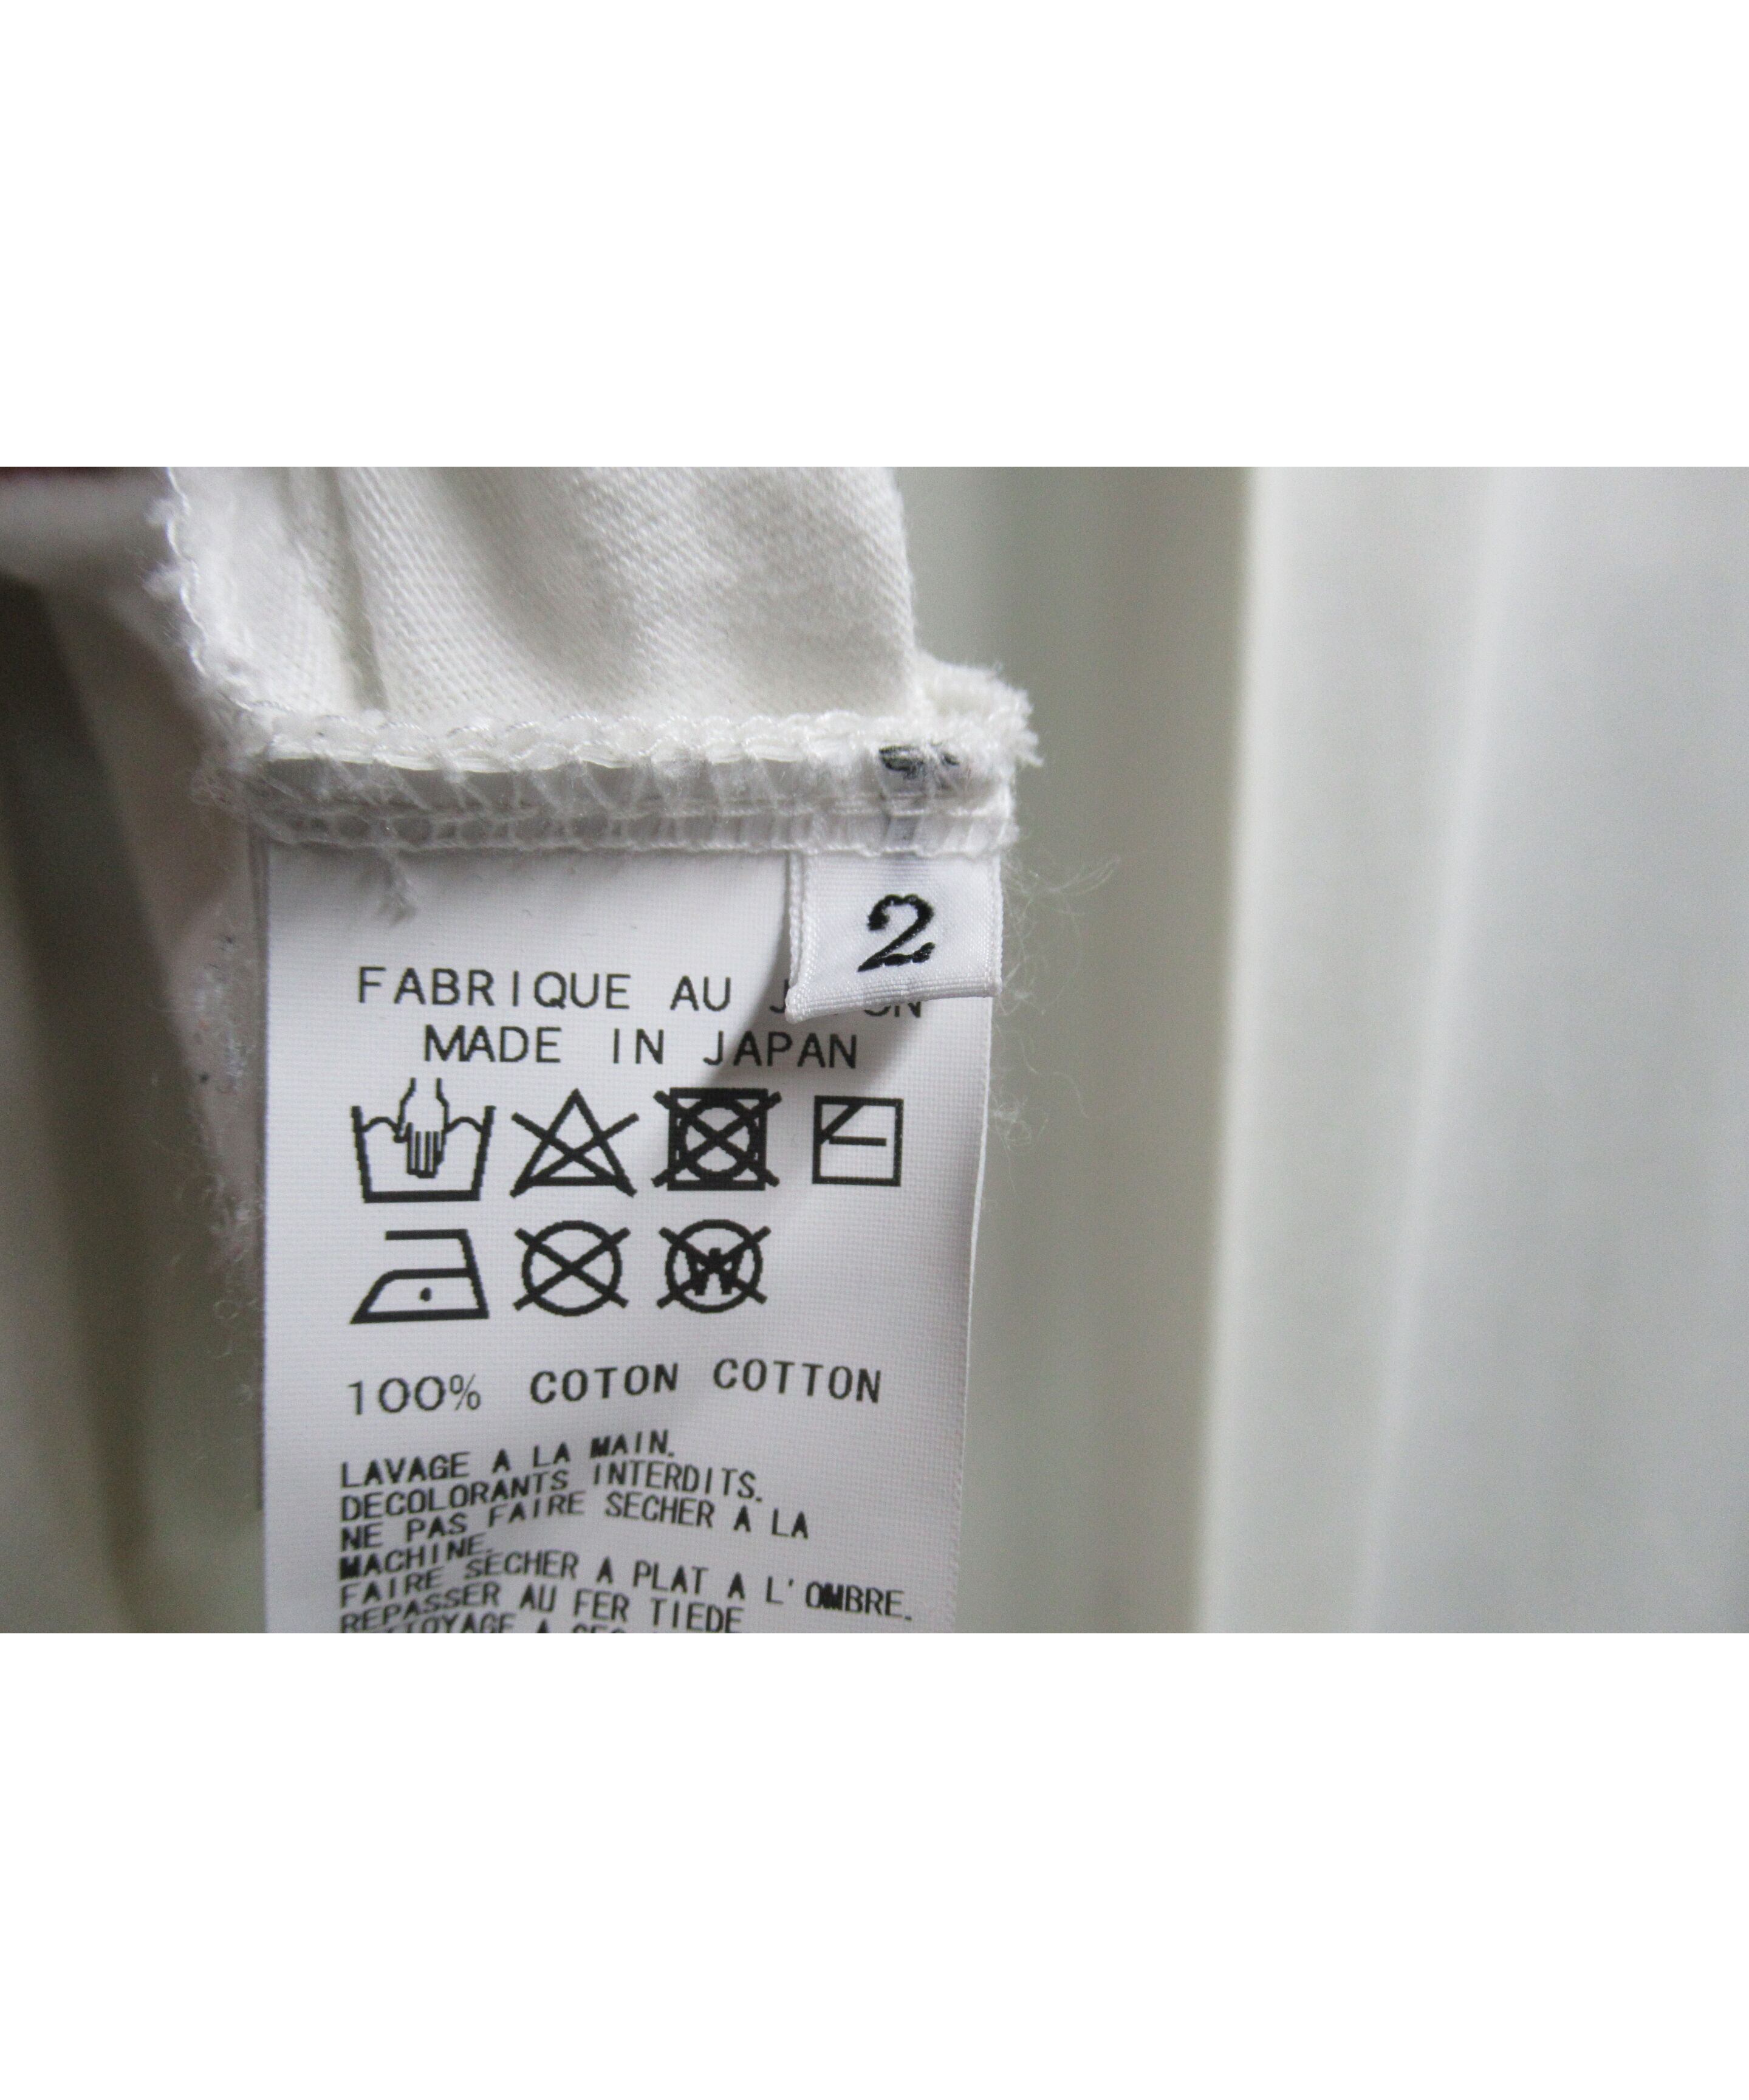 2
FABRIQUE AU
MADE IN JAPAN
W
100% COTON COTTON
LAVAGE A LA MAIN.
DECOLORANTS INTERDITS.
NE PAS FAIRE SECHER A LA
MACHINE.
FAIRE SECHER A PLAT A L'OMBRE.
REPASSER AU FER TIEDE